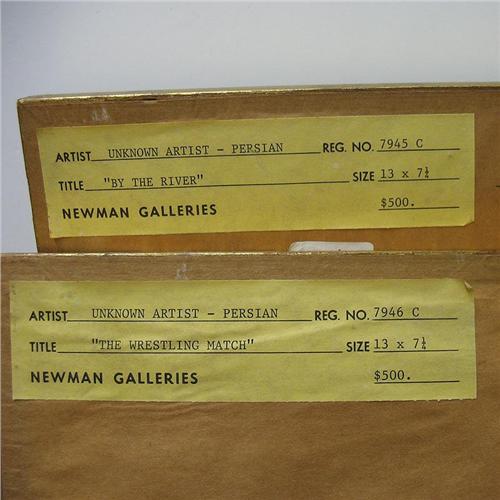 ARTIST UNKNOWN ARTIST - PERSIAN REG. NO. 7945 C
TITLE "BY THE RIVER" SIZE 13 x 7¼
NEWMAN GALLERIES $500.
ARTIST UNKNOWN ARTIST - PERSIAN REG. NO. 7946 C
TITLE "THE WRESTLING MATCH" SIZE 13 x 7¼
NEWMAN GALLERIES $500.